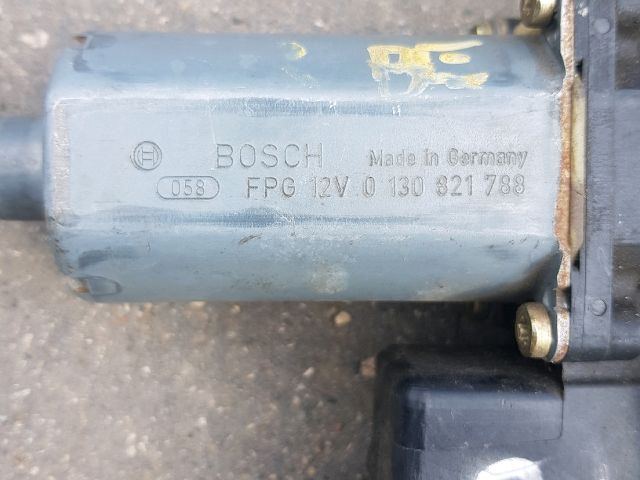 BOSCH Made in Germany
058 FPG 12V 0 130 821 788